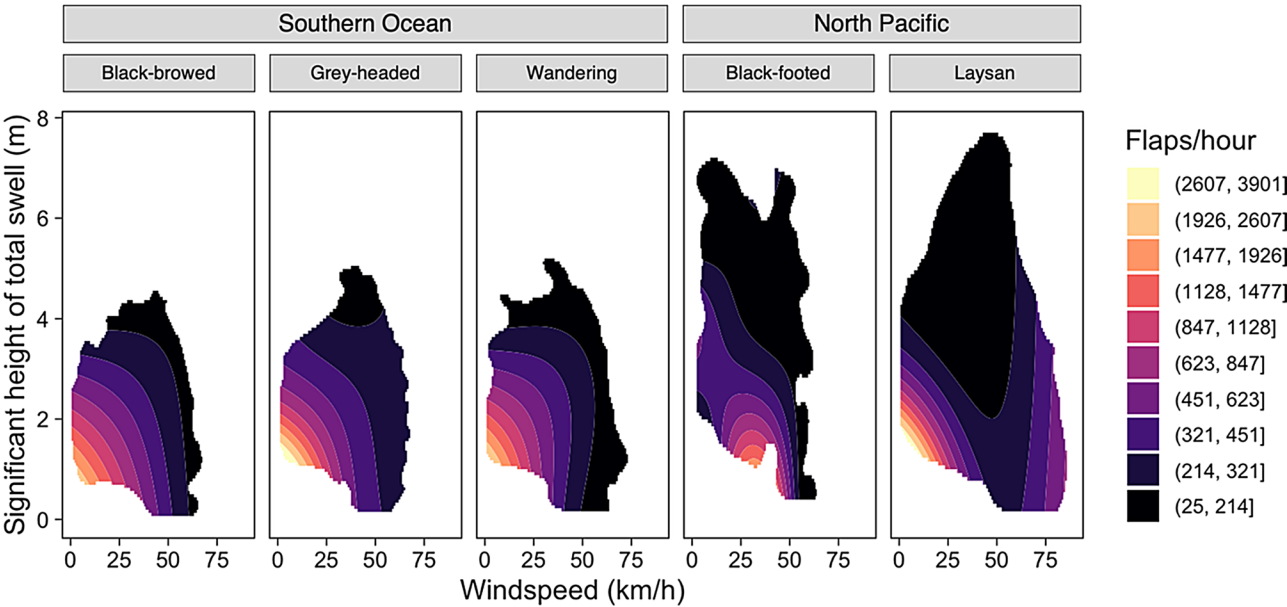 Southern Ocean North Pacific
Black-browed Grey-headed Wandering Black-footed Laysan
Significant height of total swell (m)
8
6
4
2
0
0 25 50 75 0 25 50 75 0 25 50 75 0 25 50 75 0 25 50 75
Windspeed (km/h)
Flaps/hour
(2607, 3901]
(1926, 2607]
(1477, 1926]
(1128, 1477]
(847, 1128]
(623, 847]
(451, 623]
(321, 451]
(214, 321]
(25, 214]